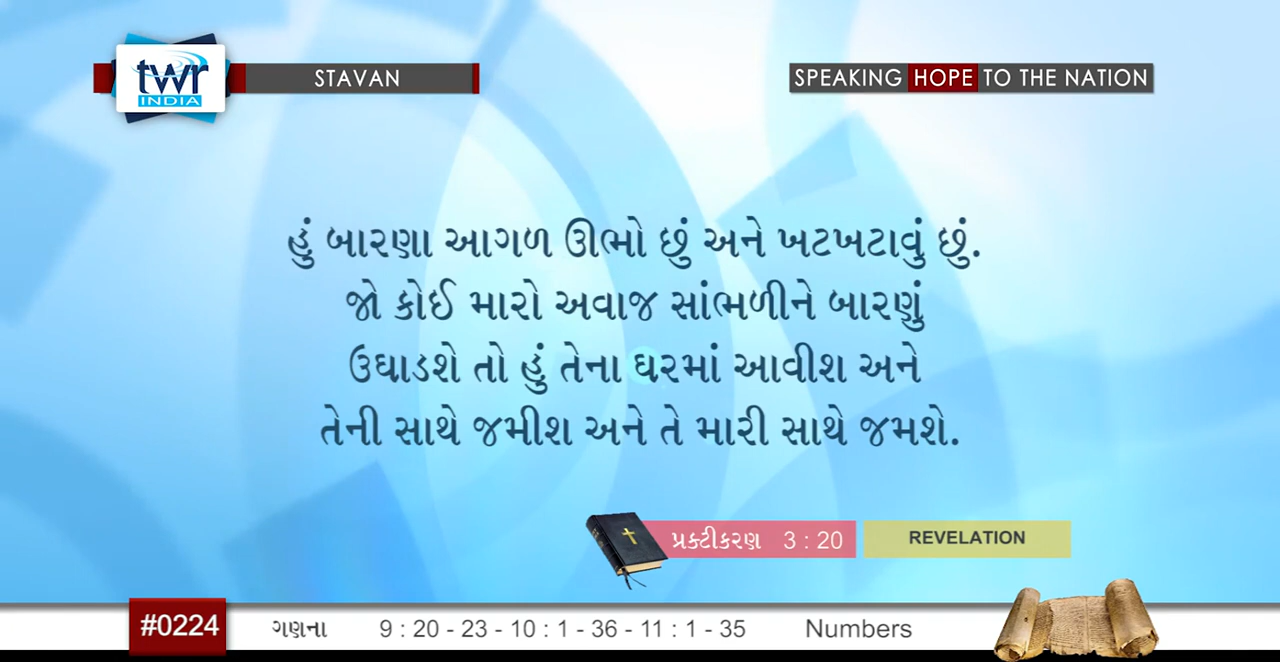 twr
INDIA
STAVAN
SPEAKING HOPE TO THE NATION
હું બારણા આગળ ઊભો છું અને ખટખટાવું છું.
જો કોઈ મારો અવાજ સાંભળીને બારણું
ઉઘાડશે તો હું તેના ઘરમાં આવીશ અને
તેની સાથે જમીશ અને તે મારી સાથે જમશે.
પ્રક્ટીકરણ 3 : 20
REVELATION
#0224 ગણના 9 : 20 - 23 - 10 : 1 - 36 - 11 : 1 - 35 Numbers